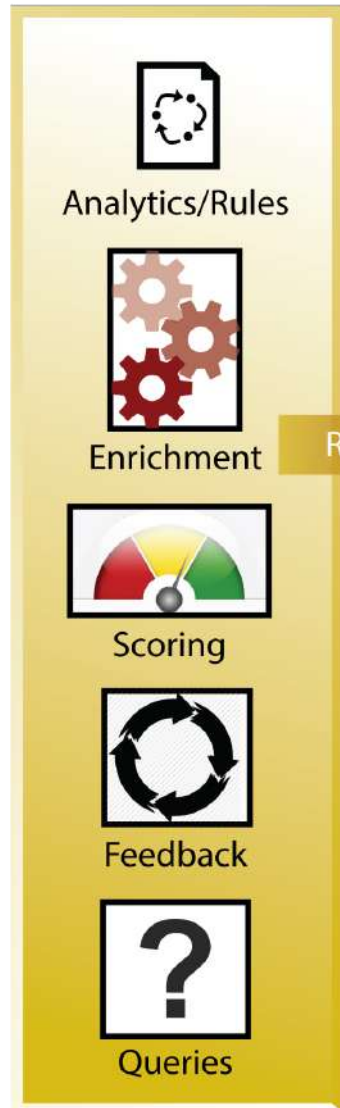 Analytics/Rules
Enrichment
R
Scoring
Feedback
?
Queries